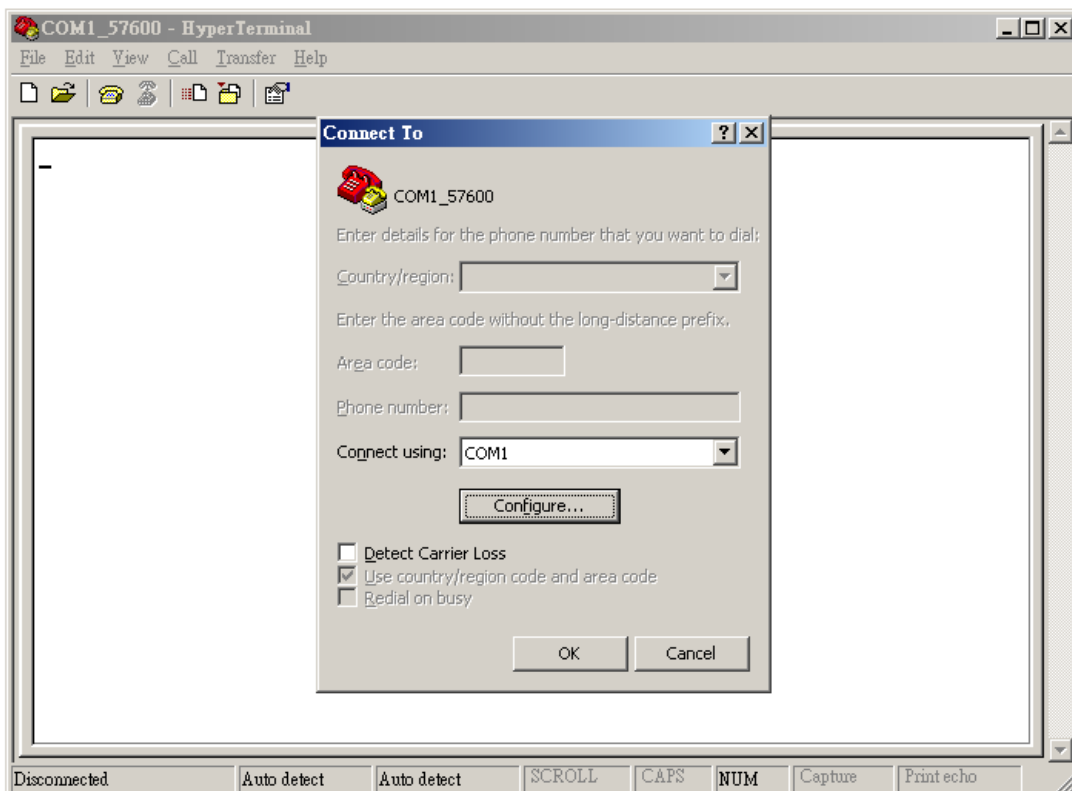 COM1_57600 - HyperTerminal
File Edit View Call Transfer Help
Connect To
COM1_57600
Enter details for the phone number that you want to dial:
Country/region:
Enter the area code without the long-distance prefix.
Area code:
Phone number:
Connect using: COM1
Configure...
Detect Carrier Loss
Use country/region code and area code
Redial on busy
OK Cancel
Disconnected Auto detect Auto detect SCROLL CAPS NUM Capture Print echo